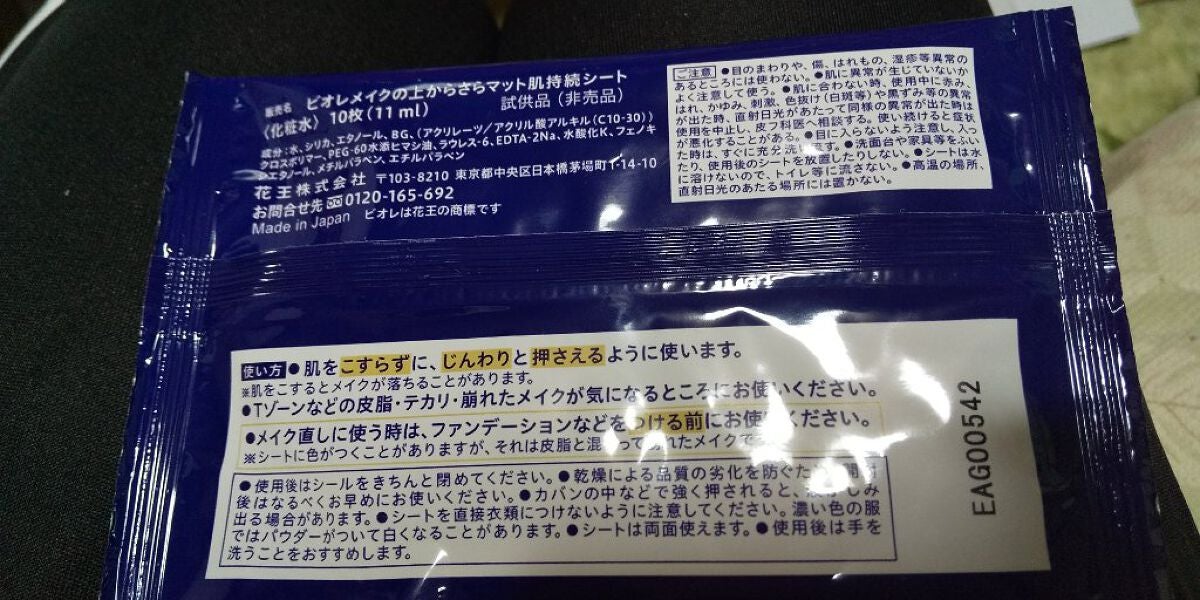 販売名 ビオレメイクの上からさらマット肌持続シート
〈化粧水〉 10枚(11ml) 試供品(非売品)
成分:水、シリカ、エタノール、BG、(アクリレーツ/アクリル酸アルキル(C10-30))
クロスポリマー、PEG-60水添ヒマシ油、ラウレス-6、EDTA-2Na、水酸化K、フェノキ
シエタノール、メチルパラベン、エチルパラベン
花王株式会社 〒103-8210 東京都中央区日本橋茅場町1-14-10
お問合せ先 0120-165-692
Made in Japan ビオレは花王の商標です
ご注意 ●目のまわりや、傷、はれもの、湿疹等異常の
あるところには使わない。●肌に異常が生じていないか
よく注意して使う。●肌に合わない時、使用中に赤み、
はれ、かゆみ、刺激、色抜け(白斑等)や黒ずみ等の異常
が出た時、直射日光があたって同様の異常が出た時は
使用を中止し、皮フ科医へ相談する。使い続けると症状
が悪化することがある。●目に入らないよう注意し、入っ
た時は、すぐに充分洗い流す。●洗面台や家具等をふい
たり、使用後のシートを放置したりしない。●シートは水
に溶けないので、トイレ等に流さない。●高温の場所、
直射日光のあたる場所には置かない。
使い方 ●肌をこすらずに、じんわりと押さえるように使います。
※肌をこするとメイクが落ちることがあります。
●Tゾーンなどの皮脂・テカリ・崩れたメイクが気になるところにお使いください。
●メイク直しに使う時は、ファンデーションなどをつける前にお使いください。
※シートに色がつくことがありますが、それは皮脂と混 って れたメイクで
●使用後はシールをきちんと閉めてください。●乾燥による品質の劣化を防ぐため、開封
後はなるべくお早めにお使いください。●カバンの中などで強く押されると、 み
出る場合があります。●シートを直接衣類につけないように注意してください。濃い色の服
ではパウダーがついて白くなることがあります。●シートは両面使えます。●使用後は手を
洗うことをおすすめします。
EAG00542